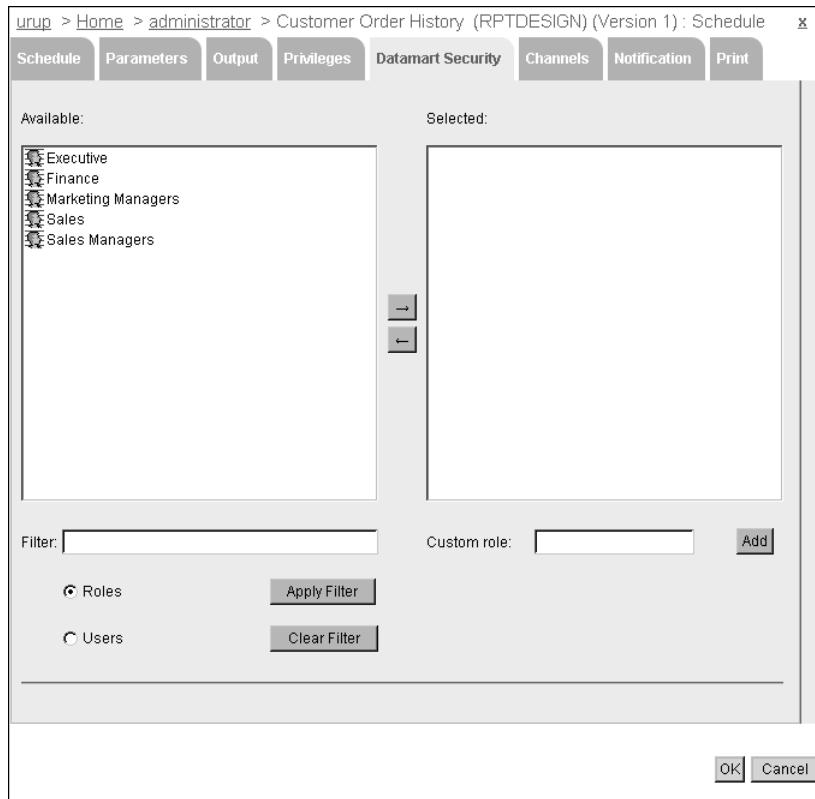 urup > Home > administrator > Customer Order History (RPTDESIGN) (Version 1) : Schedule x
Schedule Parameters Output Privileges Datamart Security Channels Notification Print
Available: Selected:
Executive
Finance
Marketing Managers
Sales
Sales Managers
→
←
Filter: Custom role: Add
Roles Apply Filter
Users Clear Filter
OK Cancel